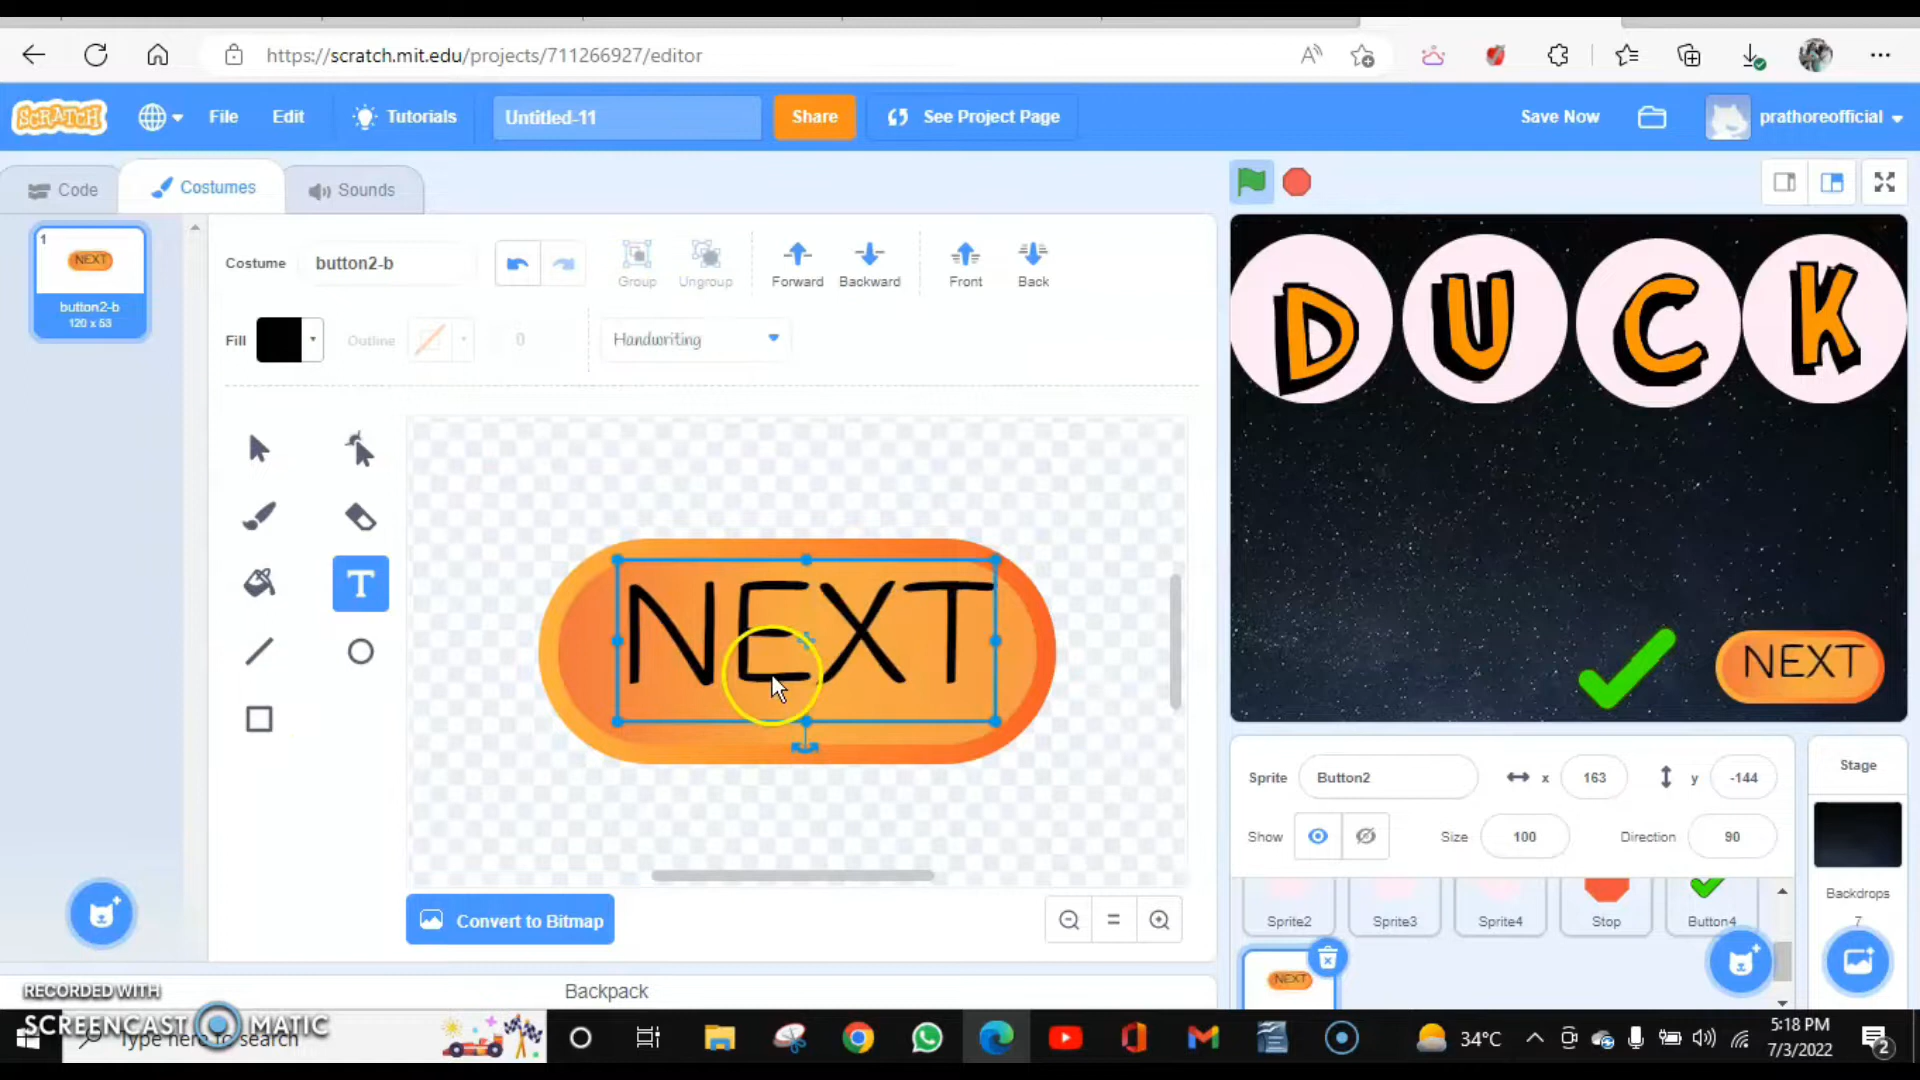 https://scratch.mit.edu/projects/711266927/editor
SCRATCH
File
Edit
Tutorials
Untitled-11
Share
See Project Page
Save Now
prathoreofficial
Code
Costumes
Sounds
1
NEXT
button2-b
120 x 53
Costume
button2-b
Group
Ungroup
Forward
Backward
Front
Back
Fill
Outline
0
Handwriting
T
NEXT
Convert to Bitmap
Backpack
DUCK
NEXT
Sprite
Button2
x
163
y
-144
Show
Size
100
Direction
90
Stage
Backdrops
7
Sprite2
Sprite3
Sprite4
Stop
Button4
NEXT
RECORDED WITH
SCREENCAST MATIC
Type here to search
34°C
5:18 PM
7/3/2022
2